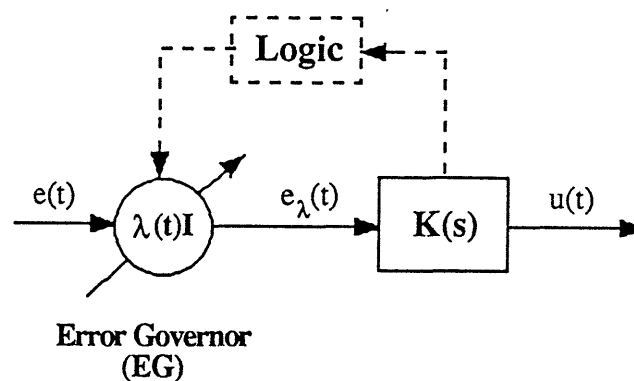 Logic
e(t)
λ(t)I
e_λ(t)
K(s)
u(t)
Error Governor
(EG)